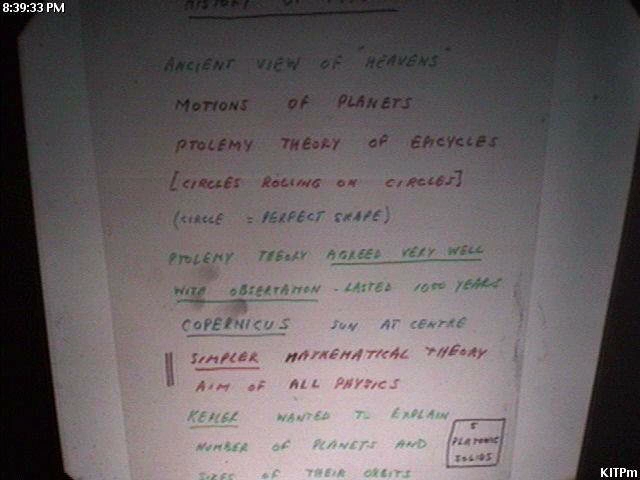 8:39:33 PM
HISTORY OF
ANCIENT VIEW OF "HEAVENS"
MOTIONS OF PLANETS
PTOLEMY THEORY OF EPICYCLES
[CIRCLES ROLLING ON CIRCLES]
(CIRCLE = PERFECT SHAPE)
PTOLEMY THEORY AGREED VERY WELL
WITH OBSERTATION - LASTED 1000 YEARS
COPERNICUS SUN AT CENTRE
SIMPLER MATHEMATICAL THEORY
AIM OF ALL PHYSICS
KEPLER WANTED TO EXPLAIN
NUMBER OF PLANETS AND
SIZES OF THEIR ORBITS
5
PLATONIC
SOLIDS
KITPm